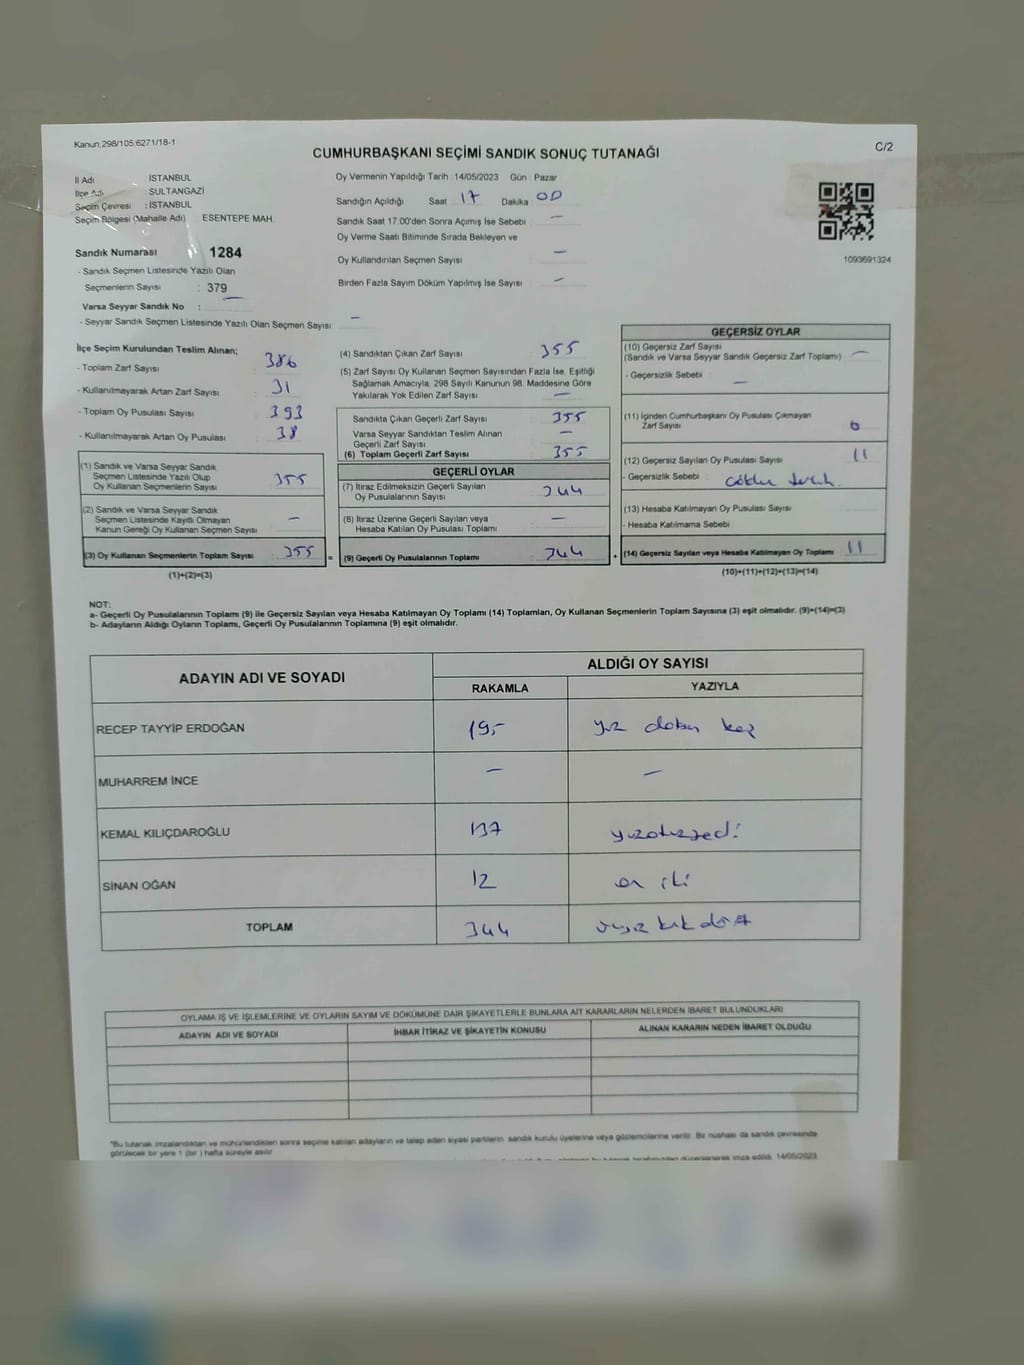 Kanun:298/105;6271/18-1
C/2
CUMHURBAŞKANI SEÇİMİ SANDIK SONUÇ TUTANAĞI
İl Adı İSTANBUL
İlçe Adı SULTANGAZİ
Seçim Çevresi : İSTANBUL
Seçim Bölgesi (Mahalle Adı) ESENTEPE MAH.
Sandık Numarası 1284
- Sandık Seçmen Listesinde Yazılı Olan
Seçmenlerin Sayısı : 379
Varsa Seyyar Sandık No : —
- Seyyar Sandık Seçmen Listesinde Yazılı Olan Seçmen Sayısı —
Oy Vermenin Yapıldığı Tarih :14/05/2023 Gün : Pazar
Sandığın Açıldığı Saat 17 Dakika 00
Sandık Saat 17:00'den Sonra Açımış İse Sebebi : —
Oy Verme Saati Bitiminde Sırada Bekleyen ve
Oy Kullandırılan Seçmen Sayısı : —
Birden Fazla Sayım Döküm Yapılmış İse Sayısı : —
1093691324
İlçe Seçim Kurulundan Teslim Alınan;
- Toplam Zarf Sayısı : 386
- Kullanılmayarak Artan Zarf Sayısı : 31
- Toplam Oy Pusulası Sayısı : 393
- Kullanılmayarak Artan Oy Pusulası : 38
(1) Sandık ve Varsa Seyyar Sandık
Seçmen Listesinde Yazılı Olup
Oy Kullanan Seçmenlerin Sayısı 355
(2) Sandık ve Varsa Seyyar Sandık
Seçmen Listesinde Kayıtlı Olmayan
Kanun Gereği Oy Kullanan Seçmen Sayısı —
(3) Oy Kullanan Seçmenlerin Toplam Sayısı 355 =
(1)+(2)=(3)
(4) Sandıktan Çıkan Zarf Sayısı : 355
(5) Zarf Sayısı Oy Kullanan Seçmen Sayısından Fazla İse, Eşitliği
Sağlamak Amacıyla, 298 Sayılı Kanunun 98. Maddesine Göre
Yakılarak Yok Edilen Zarf Sayısı : —
Sandıkta Çıkan Geçerli Zarf Sayısı : 355
Varsa Seyyar Sandıktan Teslim Alınan
Geçerli Zarf Sayısı : —
(6) Toplam Geçerli Zarf Sayısı : 355
GEÇERLİ OYLAR
(7) İtiraz Edilmeksizin Geçerli Sayılan
Oy Pusulalarının Sayısı : 344
(8) İtiraz Üzerine Geçerli Sayılan veya
Hesaba Katılan Oy Pusulası Toplamı : —
(9) Geçerli Oy Pusulalarının Toplamı 344 +
GEÇERSİZ OYLAR
(10) Geçersiz Zarf Sayısı
(Sandık ve Varsa Seyyar Sandık Geçersiz Zarf Toplamı) —
- Geçersizlik Sebebi : —
(11) İçinden Cumhurbaşkanı Oy Pusulası Çıkmayan
Zarf Sayısı : 0
(12) Geçersiz Sayılan Oy Pusulası Sayısı : 11
- Geçersizlik Sebebi :
(13) Hesaba Katılmayan Oy Pusulası Sayısı :
- Hesaba Katılmama Sebebi :
(14) Geçersiz Sayılan veya Hesaba Katılmayan Oy Toplamı 11
(10)+(11)+(12)+(13)=(14)
NOT:
a- Geçerli Oy Pusulalarının Toplamı (9) ile Geçersiz Sayılan veya Hesaba Katılmayan Oy Toplamı (14) Toplamları, Oy Kullanan Seçmenlerin Toplam Sayısına (3) eşit olmalıdır. (9)+(14)=(3)
b- Adayların Aldığı Oyların Toplamı, Geçerli Oy Pusulalarının Toplamına (9) eşit olmalıdır.
ADAYIN ADI VE SOYADI ALDIĞI OY SAYISI
RAKAMLA YAZIYLA
RECEP TAYYİP ERDOĞAN 195 yüz doksan beş
MUHARREM İNCE — —
KEMAL KILIÇDAROĞLU 137 yüzotuzyedi
SİNAN OĞAN 12 on iki
TOPLAM 344 üçyüz kırk dört
OYLAMA İŞ VE İŞLEMLERİNE VE OYLARIN SAYIM VE DÖKÜMÜNE DAİR ŞİKAYETLERLE BUNLARA AİT KARARLARIN NELERDEN İBARET BULUNDUKLARI
ADAYIN ADI VE SOYADI İHBAR İTİRAZ VE ŞİKAYETİN KONUSU ALINAN KARARIN NEDEN İBARET OLDUĞU
*Bu tutanak imzalandıktan ve mühürlendikten sonra seçime katılan adayların ve talep eden siyasi partilerin sandık kurulu üyelerine veya gözlemcilerine verilir. Bir nüshası da sandık çevresinde
görülecek bir yere 1 (bir ) hafta süreyle asılır.
düzenlenerek imza edildi. 14/05/2023